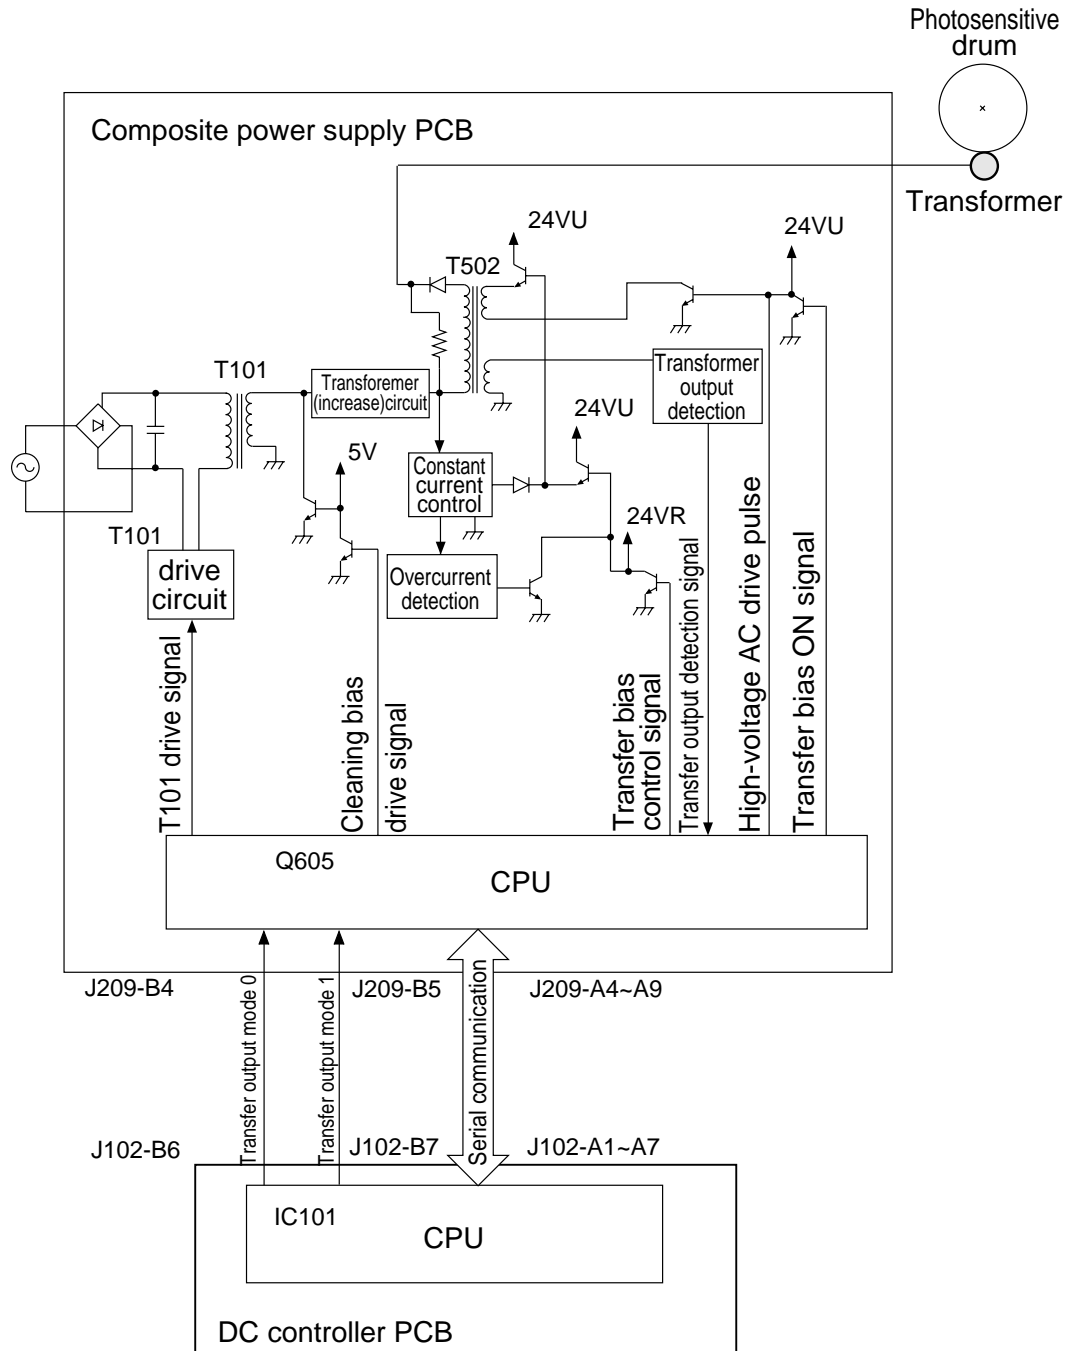 Photosensitive
drum
Composite power supply PCB
Transformer
24VU
24VU
T502
T101
Transforemer
(increase)circuit
Transformer
output
detection
24VU
5V
Constant
current
control
24VR
T101
drive
circuit
Overcurrent
detection
T101 drive signal
Cleaning bias
drive signal
Transfer bias
control signal
Transfer output detection signal
High-voltage AC drive pulse
Transfer bias ON signal
Q605
CPU
J209-B4
J209-B5
J209-A4~A9
Transfer output mode 0
Transfer output mode 1
Serial communication
J102-B6
J102-B7
J102-A1~A7
IC101
CPU
DC controller PCB